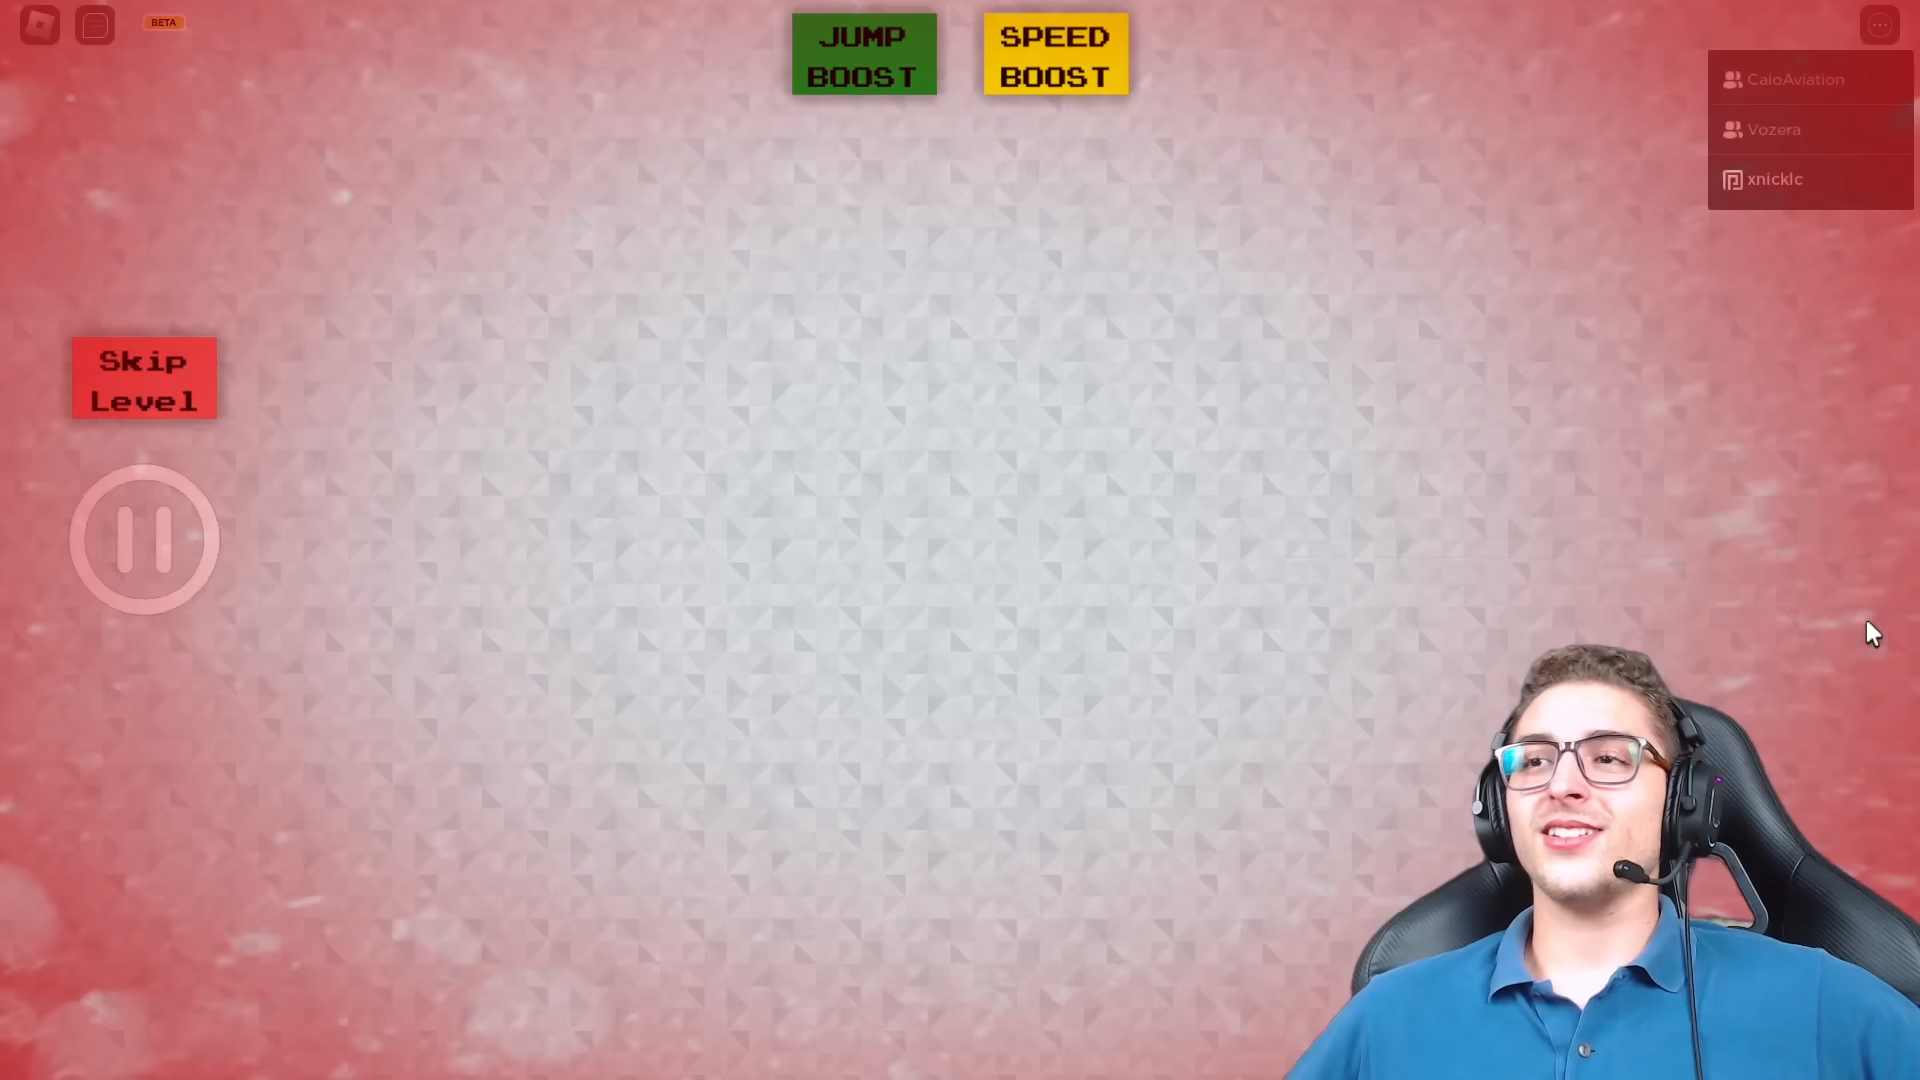 BETA
JUMP
BOOST
SPEED
BOOST
CaioAviation
Vozera
xnicklc
Skip
Level